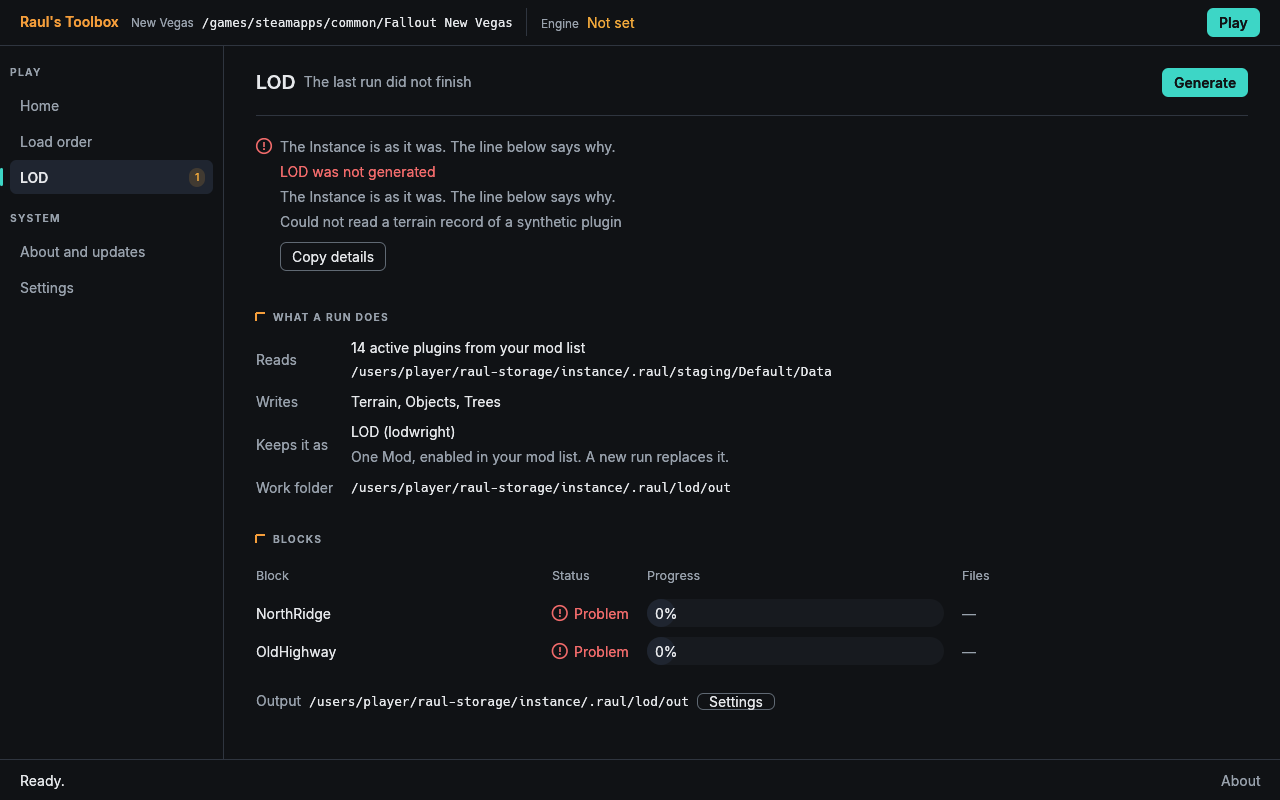 Raul's Toolbox New Vegas /games/steamapps/common/Fallout New Vegas Engine Not set Play
PLAY
Home
Load order
LOD 1
SYSTEM
About and updates
Settings
LOD The last run did not finish Generate
The Instance is as it was. The line below says why.
LOD was not generated
The Instance is as it was. The line below says why.
Could not read a terrain record of a synthetic plugin
Copy details
WHAT A RUN DOES
Reads 14 active plugins from your mod list
/users/player/raul-storage/instance/.raul/staging/Default/Data
Writes Terrain, Objects, Trees
Keeps it as LOD (lodwright)
One Mod, enabled in your mod list. A new run replaces it.
Work folder /users/player/raul-storage/instance/.raul/lod/out
BLOCKS
Block Status Progress Files
NorthRidge Problem 0% —
OldHighway Problem 0% —
Output /users/player/raul-storage/instance/.raul/lod/out Settings
Ready. About